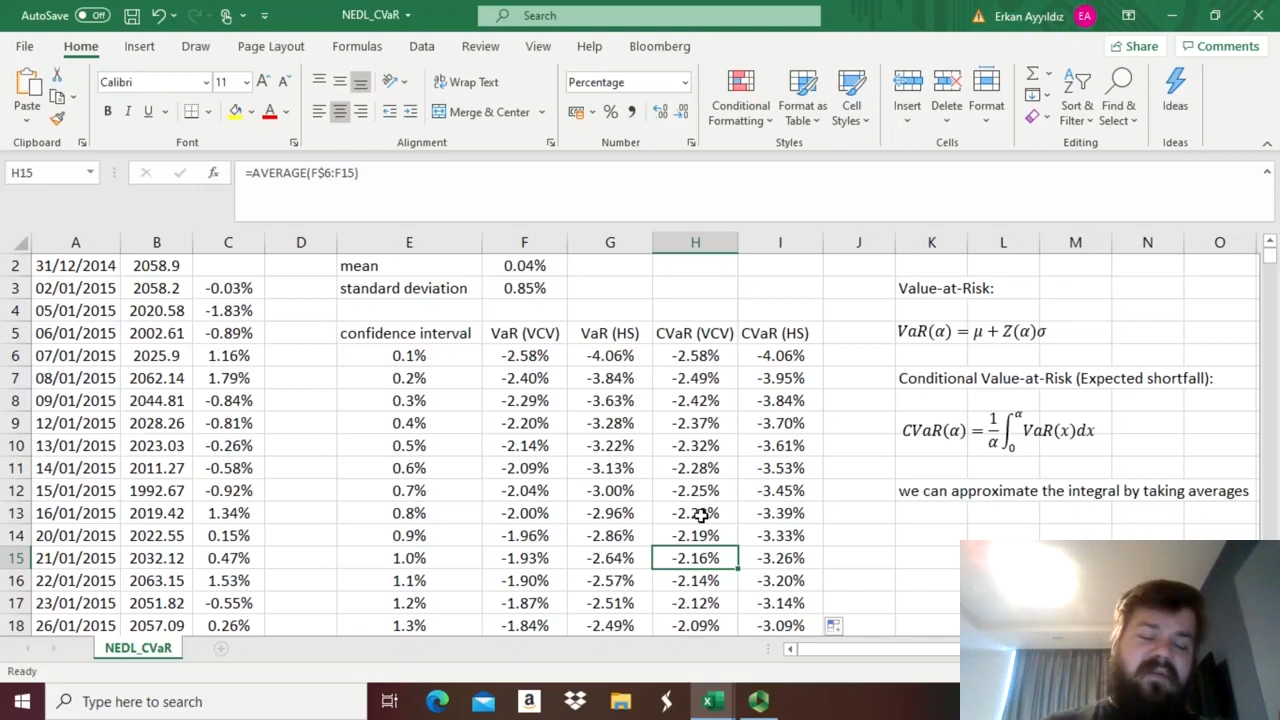 AutoSave Off NEDL_CVaR Search Erkan Ayyıldız EA
File Home Insert Draw Page Layout Formulas Data Review View Help Bloomberg Share Comments
Paste Calibri 11 Wrap Text Percentage Conditional Formatting Format as Table Cell Styles Insert Delete Format Sort & Filter Find & Select Ideas
B I U Merge & Center
Clipboard Font Alignment Number Styles Cells Editing Ideas
H15 fx =AVERAGE(F$6:F15)
A B C D E F G H I J K L M N O
2 31/12/2014 2058.9 mean 0.04%
3 02/01/2015 2058.2 -0.03% standard deviation 0.85% Value-at-Risk:
4 05/01/2015 2020.58 -1.83%
5 06/01/2015 2002.61 -0.89% confidence interval VaR (VCV) VaR (HS) CVaR (VCV) CVaR (HS) VaR(α) = μ + Z(α)σ
6 07/01/2015 2025.9 1.16% 0.1% -2.58% -4.06% -2.58% -4.06%
7 08/01/2015 2062.14 1.79% 0.2% -2.40% -3.84% -2.49% -3.95% Conditional Value-at-Risk (Expected shortfall):
8 09/01/2015 2044.81 -0.84% 0.3% -2.29% -3.63% -2.42% -3.84%
9 12/01/2015 2028.26 -0.81% 0.4% -2.20% -3.28% -2.37% -3.70% CVaR(α) = 1/α ∫₀^α VaR(x)dx
10 13/01/2015 2023.03 -0.26% 0.5% -2.14% -3.22% -2.32% -3.61%
11 14/01/2015 2011.27 -0.58% 0.6% -2.09% -3.13% -2.28% -3.53%
12 15/01/2015 1992.67 -0.92% 0.7% -2.04% -3.00% -2.25% -3.45% we can approximate the integral by taking averages
13 16/01/2015 2019.42 1.34% 0.8% -2.00% -2.96% -3.39%
14 20/01/2015 2022.55 0.15% 0.9% -1.96% -2.86% -2.19% -3.33%
15 21/01/2015 2032.12 0.47% 1.0% -1.93% -2.64% -2.16% -3.26%
16 22/01/2015 2063.15 1.53% 1.1% -1.90% -2.57% -2.14% -3.20%
17 23/01/2015 2051.82 -0.55% 1.2% -1.87% -2.51% -2.12% -3.14%
18 26/01/2015 2057.09 0.26% 1.3% -1.84% -2.49% -2.09% -3.09%
NEDL_CVaR
Ready
Type here to search